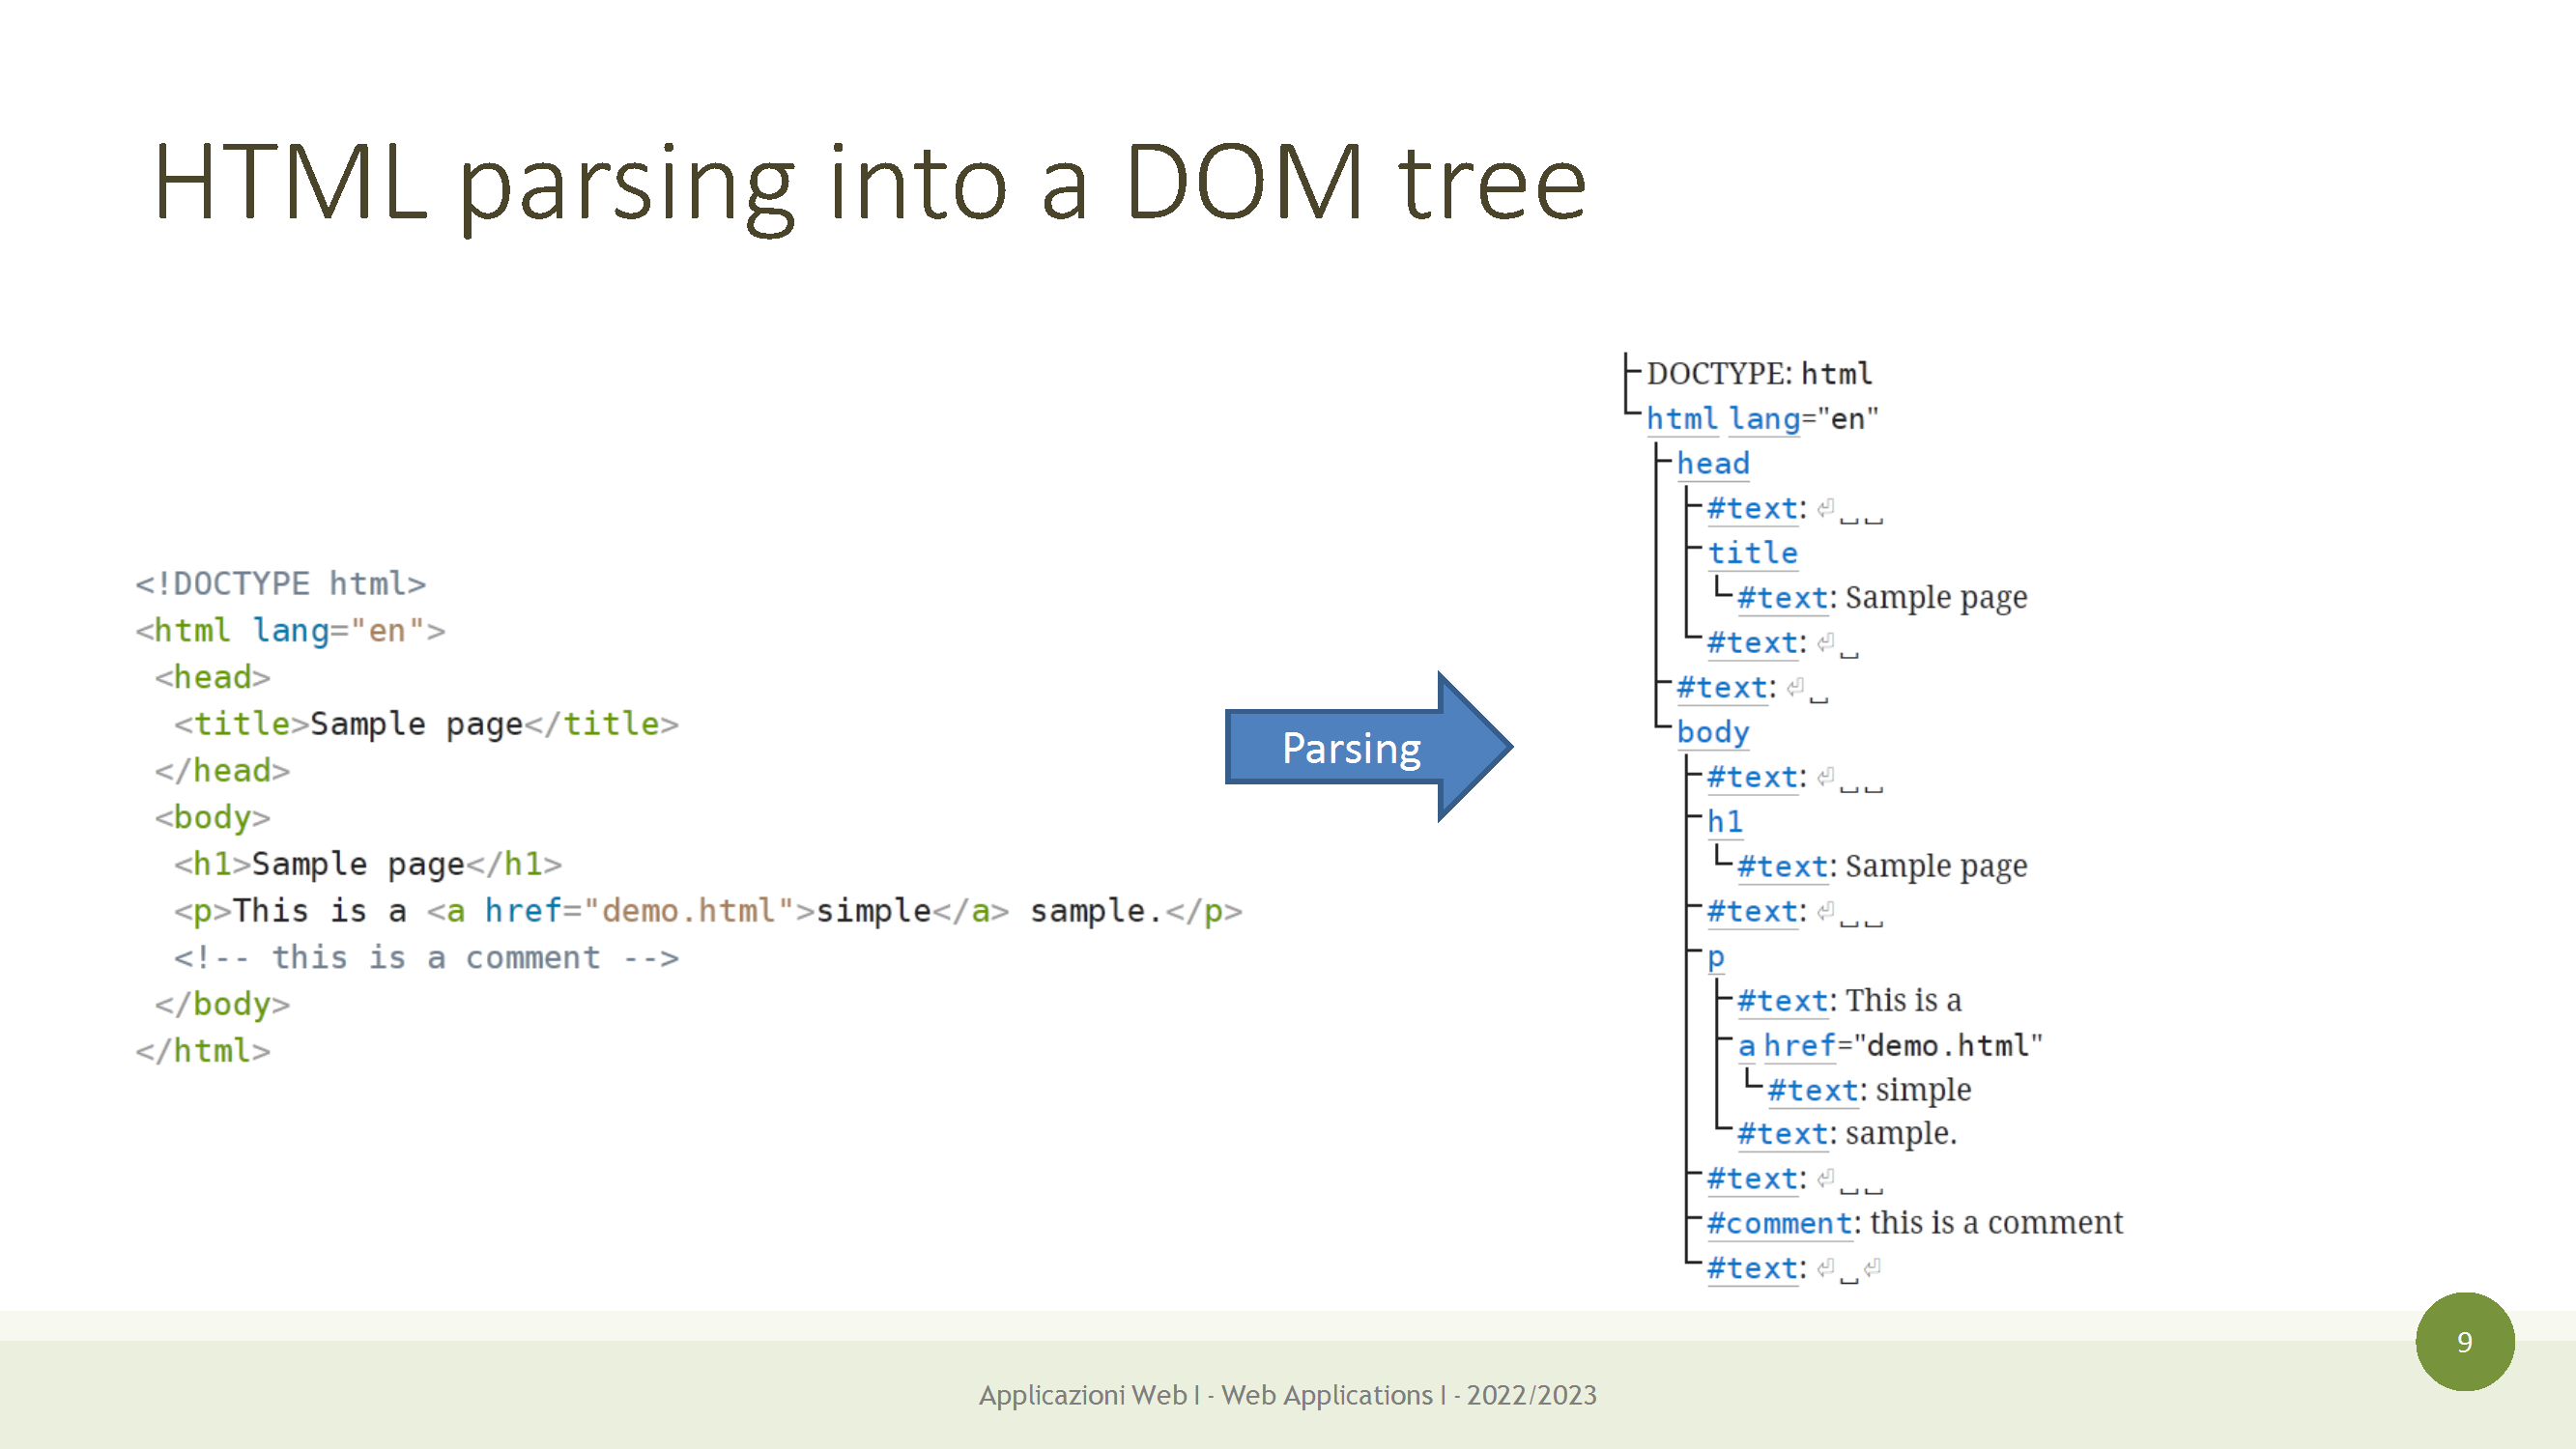 HTML parsing into a DOM tree
<!DOCTYPE html>
<html lang="en">
 <head>
  <title>Sample page</title>
 </head>
 <body>
  <h1>Sample page</h1>
  <p>This is a <a href="demo.html">simple</a> sample.</p>
  <!-- this is a comment -->
 </body>
</html>
Parsing
DOCTYPE: html
html lang="en"
head
#text: ⏎␣␣
title
#text: Sample page
#text: ⏎␣
#text: ⏎␣
body
#text: ⏎␣␣
h1
#text: Sample page
#text: ⏎␣␣
p
#text: This is a
a href="demo.html"
#text: simple
#text: sample.
#text: ⏎␣␣
#comment: this is a comment
#text: ⏎␣⏎
9
Applicazioni Web I - Web Applications I - 2022/2023